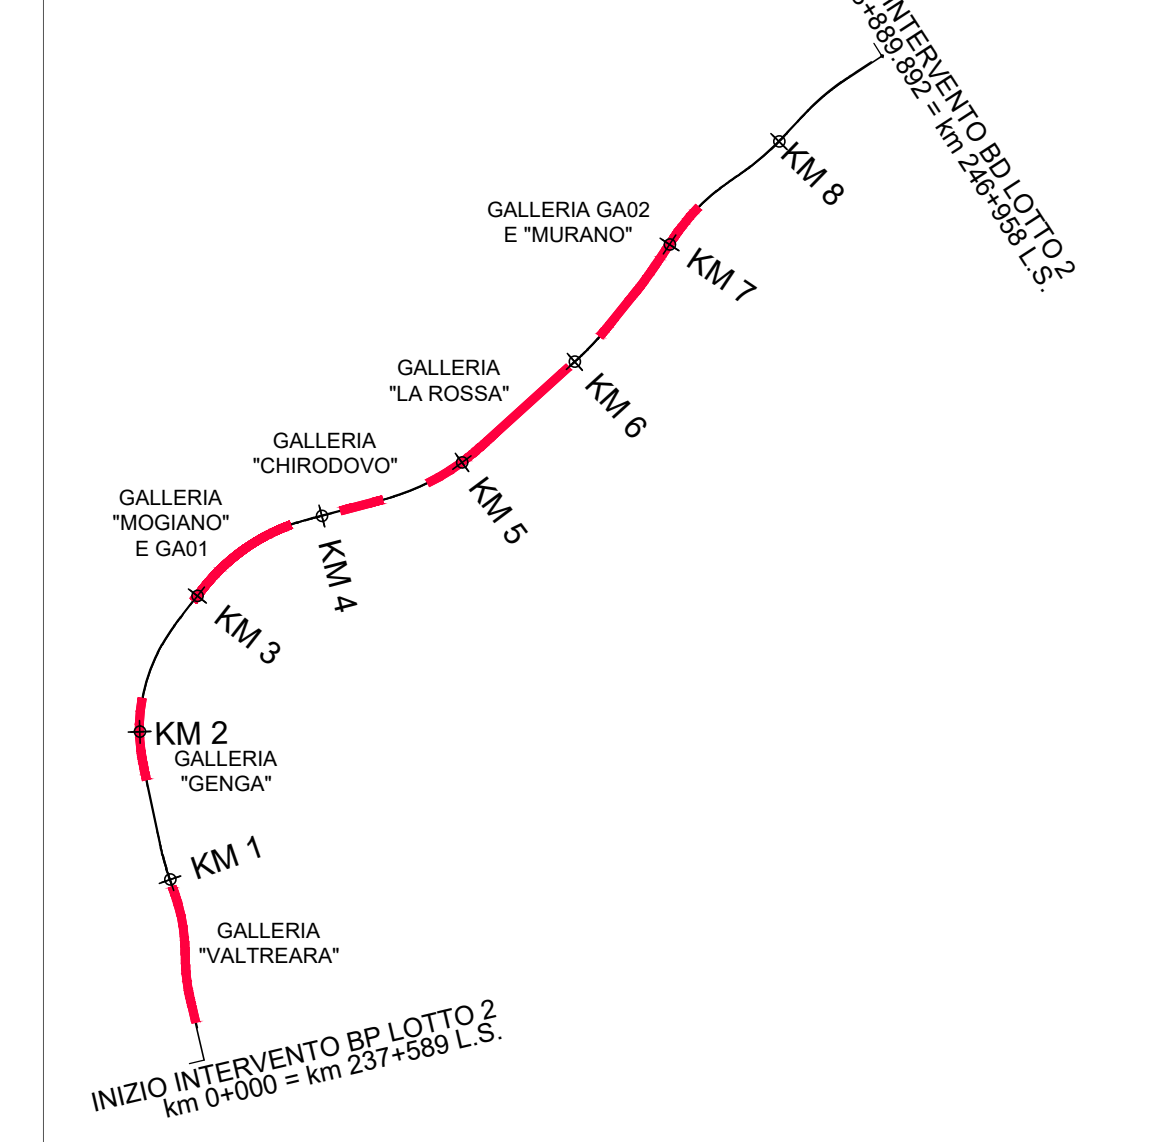 INTERVENTO BD LOTTO 2
+889.892 = km 246+958 L.S.
KM 8
GALLERIA GA02
E "MURANO"
KM 7
GALLERIA
"LA ROSSA"
KM 6
GALLERIA
"CHIRODOVO"
KM 5
GALLERIA
"MOGIANO"
E GA01
KM 4
KM 3
KM 2
GALLERIA
"GENGA"
KM 1
GALLERIA
"VALTREARA"
INIZIO INTERVENTO BP LOTTO 2
km 0+000 = km 237+589 L.S.